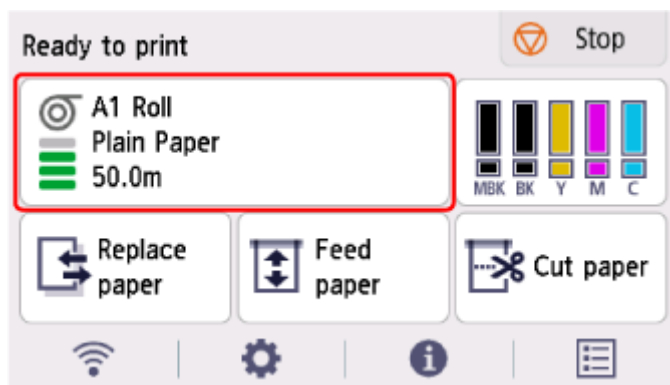 Ready to print
Stop
A1 Roll
Plain Paper
50.0m
MBK BK Y M C
Replace
paper
Feed
paper
Cut paper